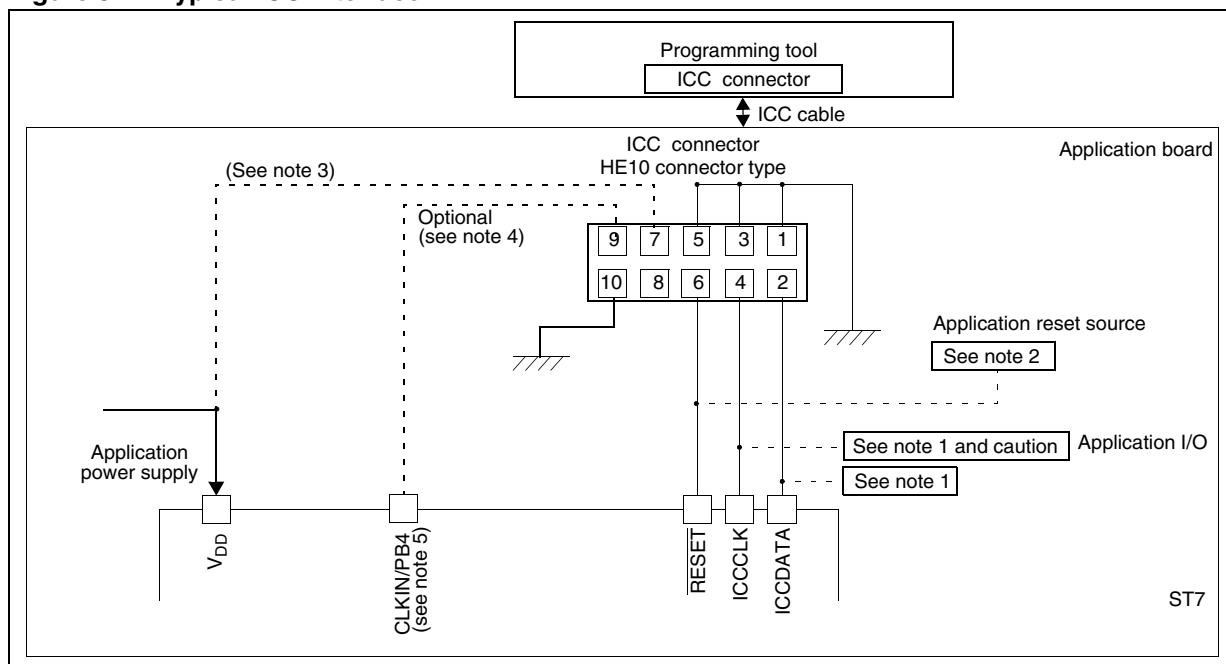 Programming tool
ICC connector
ICC cable
ICC connector
HE10 connector type
Application board
(See note 3)
Optional
(see note 4)
9 7 5 3 1
10 8 6 4 2
Application reset source
See note 2
See note 1 and caution
Application I/O
See note 1
Application
power supply
VDD
CLKIN/PB4
(see note 5)
RESET
ICCCLK
ICCDATA
ST7